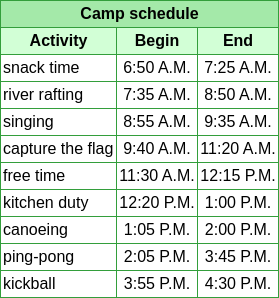 Camp schedule
Activity Begin End
snack time 6:50 A.M. 7:25 A.M.
river rafting 7:35 A.M. 8:50 A.M.
singing 8:55 A.M. 9:35 A.M.
capture the flag 9:40 A.M. 11:20 A.M.
free time 11:30 A.M. 12:15 P.M.
kitchen duty 12:20 P.M. 1:00 P.M.
canoeing 1:05 P.M. 2:00 P.M.
ping-pong 2:05 P.M. 3:45 P.M.
kickball 3:55 P.M. 4:30 P.M.